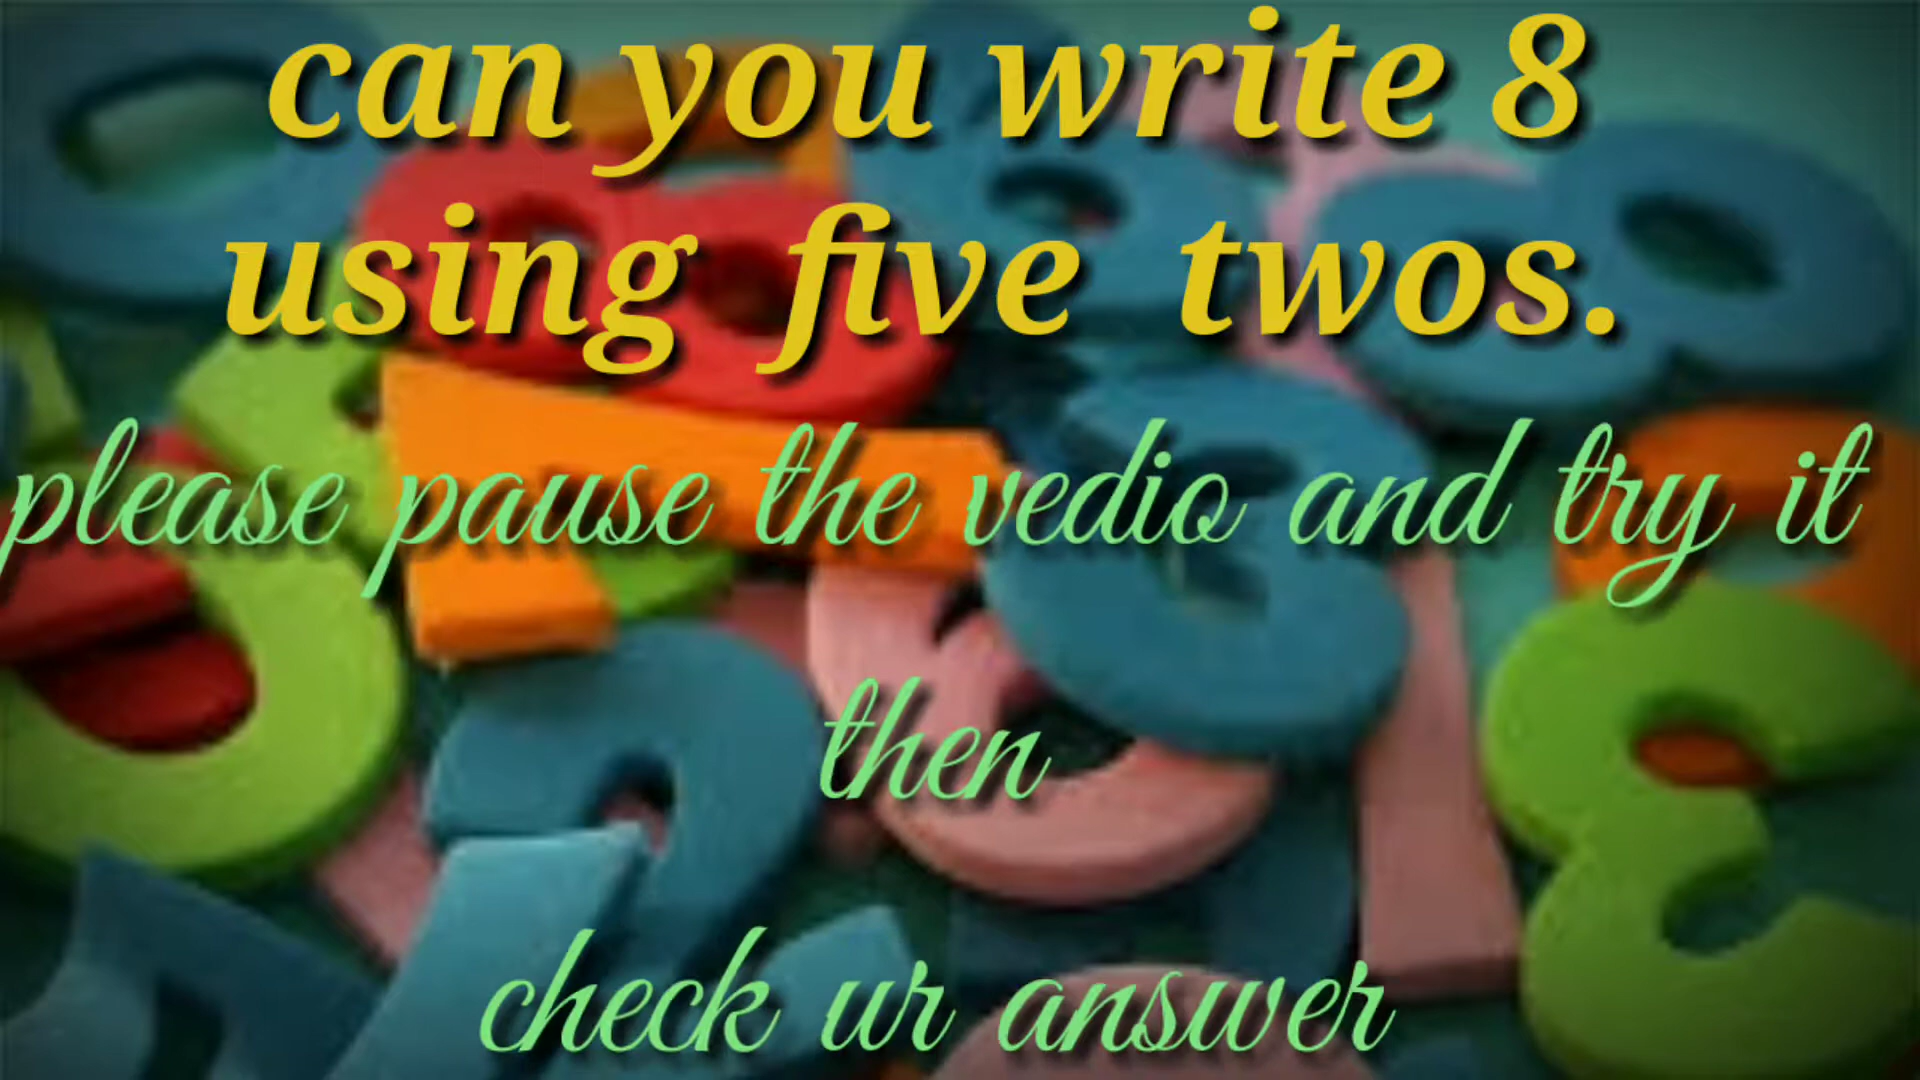 can you write 8
using five twos.
please pause the vedio and try it
then
check ur answer